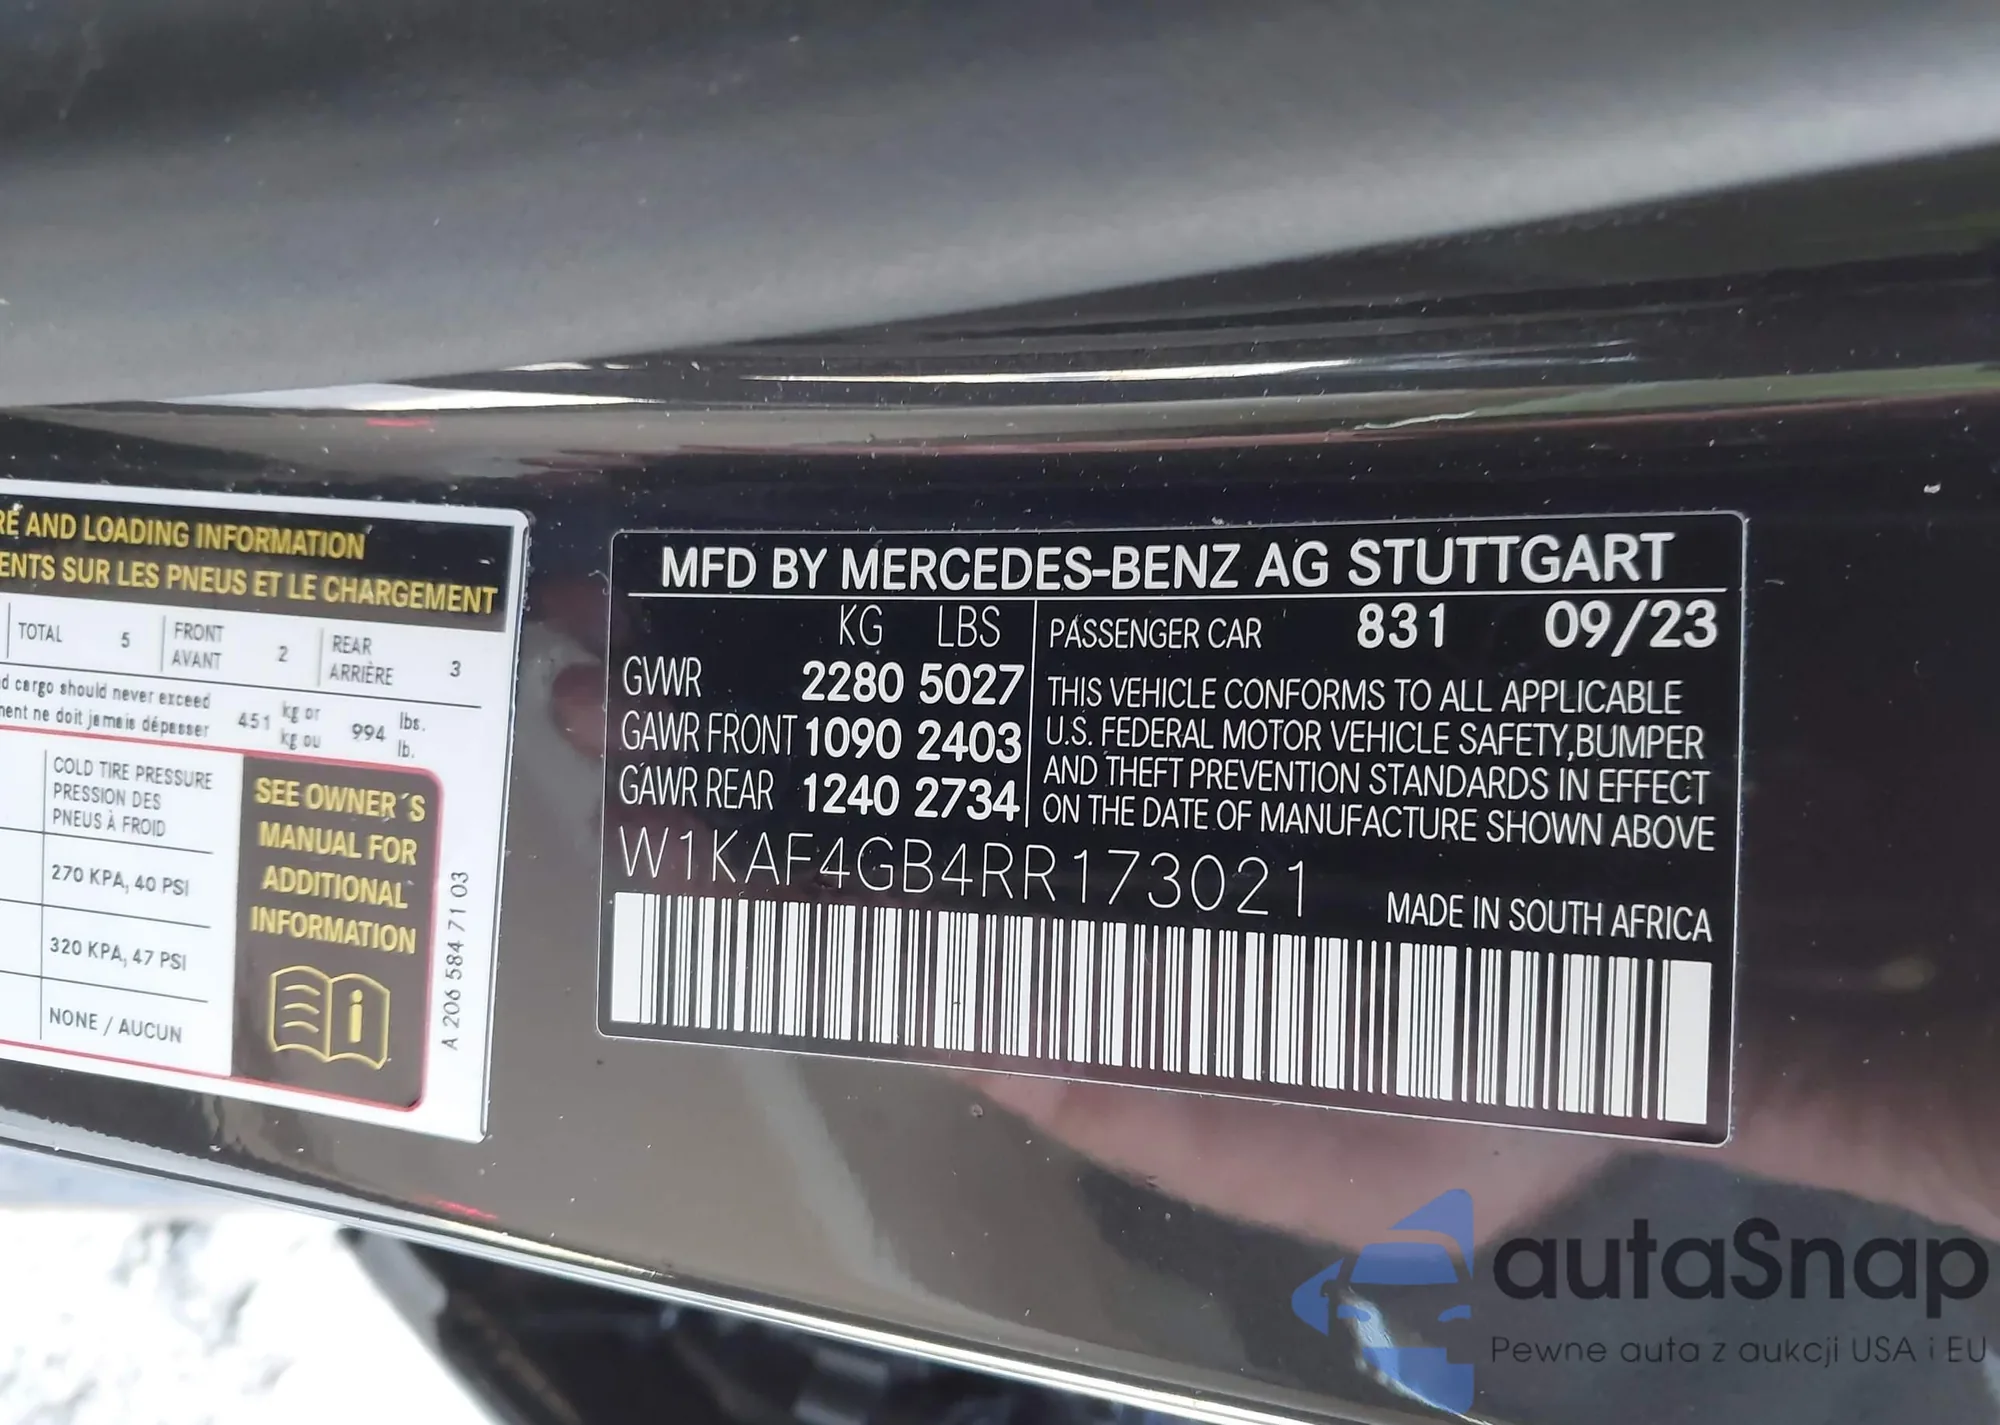 RE AND LOADING INFORMATION
ENTS SUR LES PNEUS ET LE CHARGEMENT
TOTAL 5 FRONT AVANT 2 REAR ARRIÈRE 3
d cargo should never exceed
ment ne doit jamais dépasser
451 kg or kg ou 994 lbs. lb.
COLD TIRE PRESSURE
PRESSION DES
PNEUS À FROID
270 KPA, 40 PSI
320 KPA, 47 PSI
NONE / AUCUN
SEE OWNER´S
MANUAL FOR
ADDITIONAL
INFORMATION
A 206 584 71 03
MFD BY MERCEDES-BENZ AG STUTTGART
KG LBS
GVWR 2280 5027
GAWR FRONT 1090 2403
GAWR REAR 1240 2734
PASSENGER CAR 831 09/23
THIS VEHICLE CONFORMS TO ALL APPLICABLE
U.S. FEDERAL MOTOR VEHICLE SAFETY,BUMPER
AND THEFT PREVENTION STANDARDS IN EFFECT
ON THE DATE OF MANUFACTURE SHOWN ABOVE
W1KAF4GB4RR173021
MADE IN SOUTH AFRICA
autaSnap
Pewne auta z aukcji USA i EU